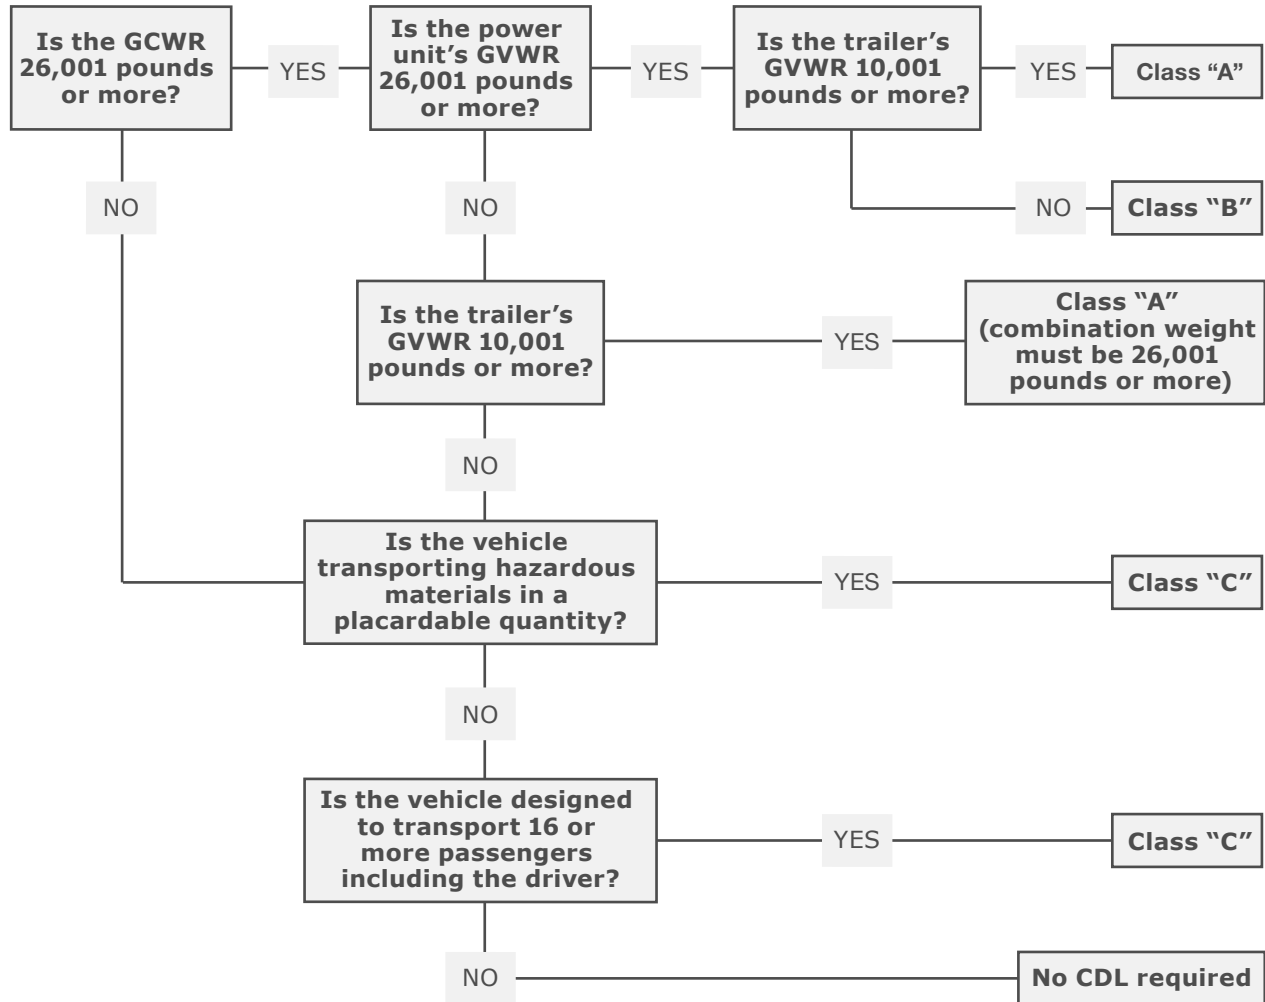 Is the GCWR
26,001 pounds
or more?
YES
Is the power
unit's GVWR
26,001 pounds
or more?
YES
Is the trailer's
GVWR 10,001
pounds or more?
YES
Class “A”
NO
NO
NO
Class “B”
Is the trailer's
GVWR 10,001
pounds or more?
YES
Class “A”
(combination weight
must be 26,001
pounds or more)
NO
Is the vehicle
transporting hazardous
materials in a
placardable quantity?
YES
Class “C”
NO
Is the vehicle designed
to transport 16 or
more passengers
including the driver?
YES
Class “C”
NO
No CDL required